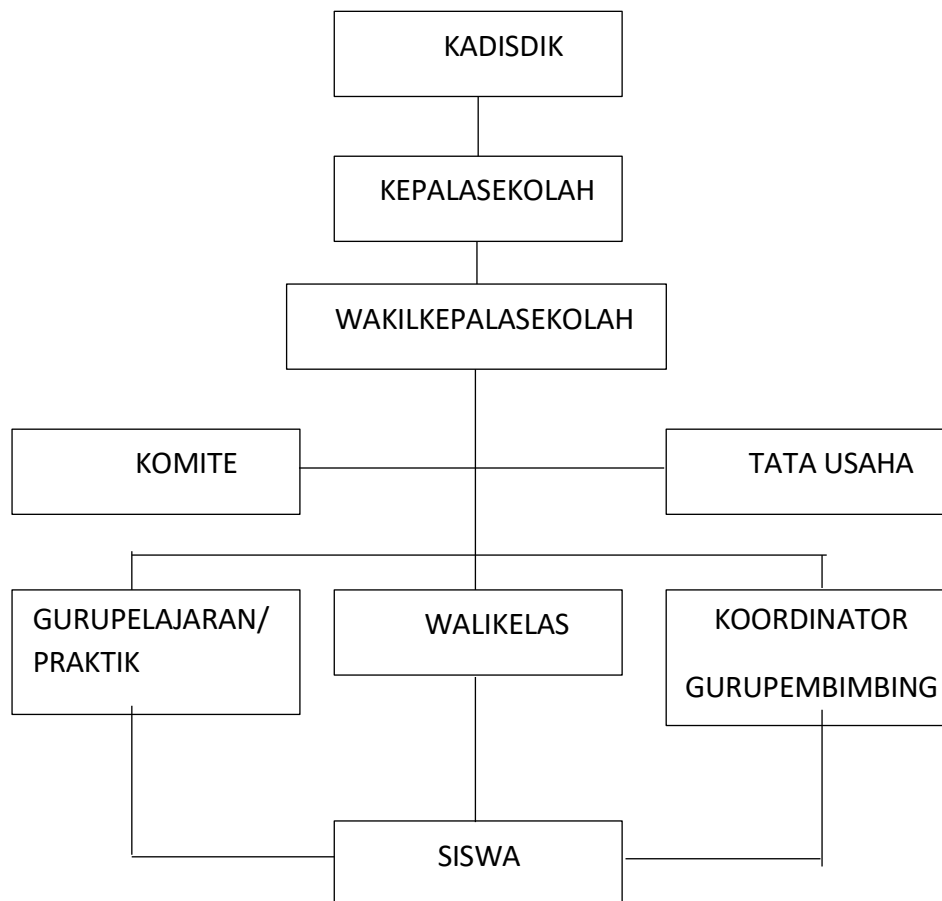 KADISDIK
KEPALASEKOLAH
WAKILKEPALASEKOLAH
KOMITE
TATA USAHA
GURUPELAJARAN/
PRAKTIK
WALIKELAS
KOORDINATOR
GURUPEMBIMBING
SISWA